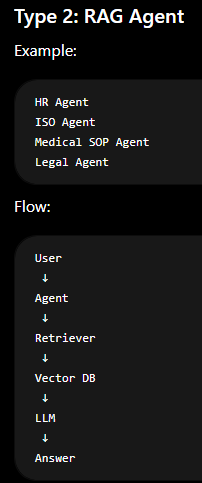 Type 2: RAG Agent
Example:
HR Agent
ISO Agent
Medical SOP Agent
Legal Agent
Flow:
User
↓
Agent
↓
Retriever
↓
Vector DB
↓
LLM
↓
Answer